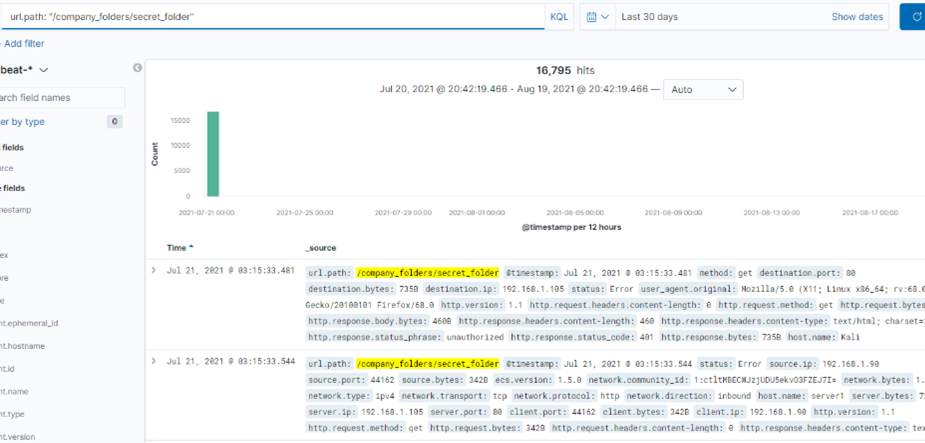 url.path: "/company_folders/secret_folder"
KQL
Last 30 days
Show dates
Add filter
beat-*
arch field names
er by type 0
fields
rce
fields
mestamp
ex
ore
e
nt.ephemeral_id
nt.hostname
nt.id
nt.name
nt.type
nt.version
16,795 hits
Jul 20, 2021 @ 20:42:19.466 - Aug 19, 2021 @ 20:42:19.466 —
Auto
Count
15000
10000
5000
0
2021-07-21 00:00 2021-07-25 00:00 2021-07-29 00:00 2021-08-01 00:00 2021-08-05 00:00 2021-08-09 00:00 2021-08-13 00:00 2021-08-17 00:00
@timestamp per 12 hours
Time _source
Jul 21, 2021 @ 03:15:33.481 url.path: /company_folders/secret_folder @timestamp: Jul 21, 2021 @ 03:15:33.481 method: get destination.port: 80
destination.bytes: 735B destination.ip: 192.168.1.105 status: Error user_agent.original: Mozilla/5.0 (X11; Linux x86_64; rv:68.0
Gecko/20100101 Firefox/68.0 http.version: 1.1 http.request.headers.content-length: 0 http.request.method: get http.request.bytes
http.response.body.bytes: 460B http.response.headers.content-length: 460 http.response.headers.content-type: text/html; charset=
http.response.status_phrase: unauthorized http.response.status_code: 401 http.response.bytes: 735B host.name: Kali
Jul 21, 2021 @ 03:15:33.544 url.path: /company_folders/secret_folder @timestamp: Jul 21, 2021 @ 03:15:33.544 status: Error source.ip: 192.168.1.90
source.port: 44162 source.bytes: 342B ecs.version: 1.5.0 network.community_id: network.bytes: 1.
network.type: ipv4 network.transport: tcp network.protocol: http network.direction: inbound host.name: server1 server.bytes: 7
server.ip: 192.168.1.105 server.port: 80 client.port: 44162 client.bytes: 342B client.ip: 192.168.1.90 http.version: 1.1
http.request.method: get http.request.bytes: 342B http.request.headers.content-length: 0 http.response.headers.content-type: tex